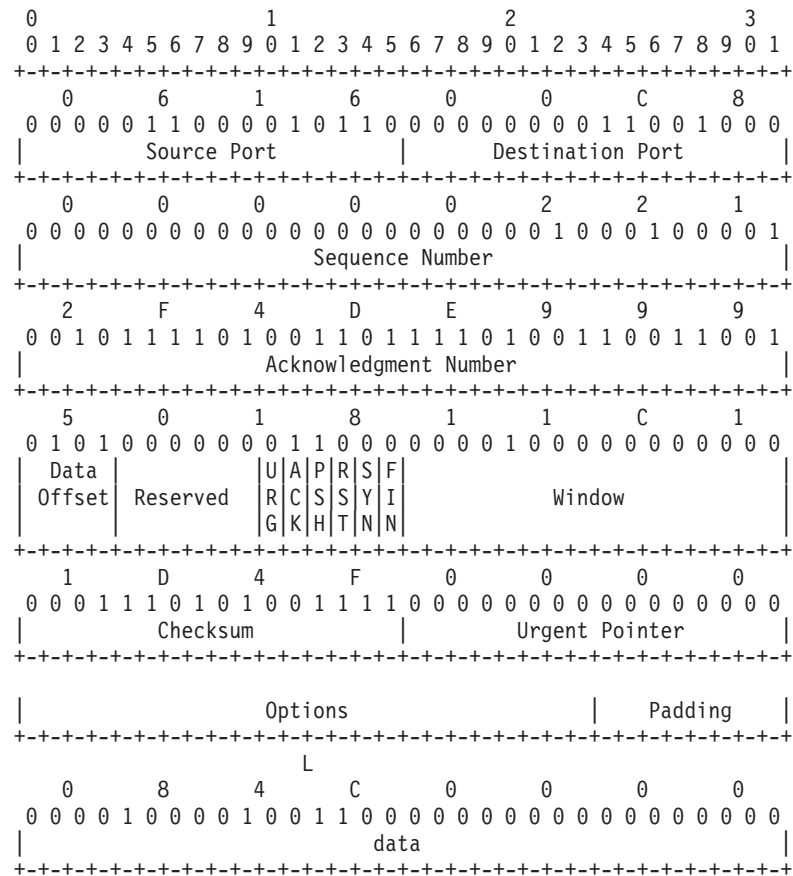 0                   1                   2                   3
0 1 2 3 4 5 6 7 8 9 0 1 2 3 4 5 6 7 8 9 0 1 2 3 4 5 6 7 8 9 0 1
+-+-+-+-+-+-+-+-+-+-+-+-+-+-+-+-+-+-+-+-+-+-+-+-+-+-+-+-+-+-+-+-+
0 6 1 6 0 0 C 8
0 0 0 0 0 1 1 0 0 0 0 1 0 1 1 0 0 0 0 0 0 0 0 0 1 1 0 0 1 0 0 0
| Source Port | Destination Port |
+-+-+-+-+-+-+-+-+-+-+-+-+-+-+-+-+-+-+-+-+-+-+-+-+-+-+-+-+-+-+-+-+
0 0 0 0 0 2 2 1
0 0 0 0 0 0 0 0 0 0 0 0 0 0 0 0 0 0 0 0 0 0 1 0 0 0 1 0 0 0 0 1
| Sequence Number |
+-+-+-+-+-+-+-+-+-+-+-+-+-+-+-+-+-+-+-+-+-+-+-+-+-+-+-+-+-+-+-+-+
2 F 4 D E 9 9 9
0 0 1 0 1 1 1 1 0 1 0 0 1 1 0 1 1 1 1 0 1 0 0 1 1 0 0 1 1 0 0 1
| Acknowledgment Number |
+-+-+-+-+-+-+-+-+-+-+-+-+-+-+-+-+-+-+-+-+-+-+-+-+-+-+-+-+-+-+-+-+
5 0 1 8 1 1 C 1
0 1 0 1 0 0 0 0 0 0 0 1 1 0 0 0 0 0 0 0 1 0 0 0 0 0 0 0 0 0 0 0
| Data | |U|A|P|R|S|F| |
| Offset| Reserved |R|C|S|S|Y|I| Window |
| | |G|K|H|T|N|N| |
+-+-+-+-+-+-+-+-+-+-+-+-+-+-+-+-+-+-+-+-+-+-+-+-+-+-+-+-+-+-+-+-+
1 D 4 F 0 0 0 0
0 0 0 1 1 1 0 1 0 1 0 0 1 1 1 1 0 0 0 0 0 0 0 0 0 0 0 0 0 0 0 0
| Checksum | Urgent Pointer |
+-+-+-+-+-+-+-+-+-+-+-+-+-+-+-+-+-+-+-+-+-+-+-+-+-+-+-+-+-+-+-+-+
| Options | Padding |
+-+-+-+-+-+-+-+-+-+-+-+-+-+-+-+-+-+-+-+-+-+-+-+-+-+-+-+-+-+-+-+-+
L
0 8 4 C 0 0 0 0
0 0 0 0 1 0 0 0 0 1 0 0 1 1 0 0 0 0 0 0 0 0 0 0 0 0 0 0 0 0 0 0
| data |
+-+-+-+-+-+-+-+-+-+-+-+-+-+-+-+-+-+-+-+-+-+-+-+-+-+-+-+-+-+-+-+-+